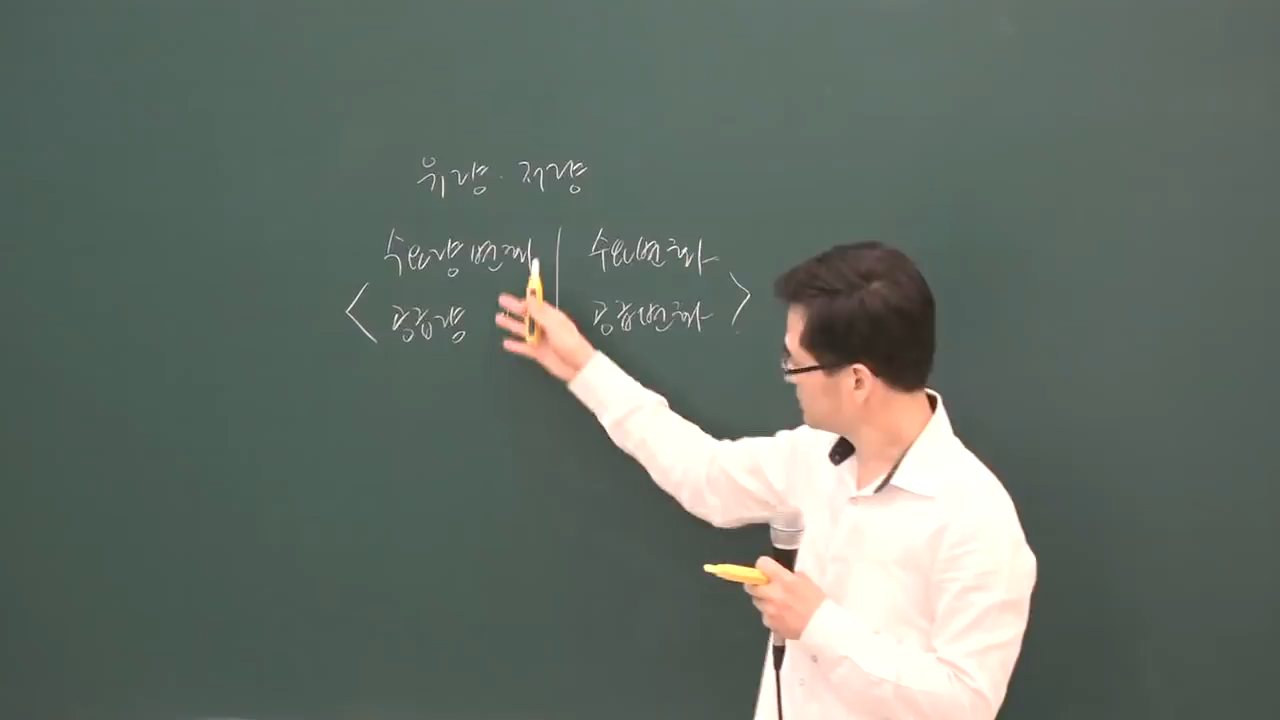 유량 · 저량
수요량 변화 | 수요변화
< 공급량 공급변화 >